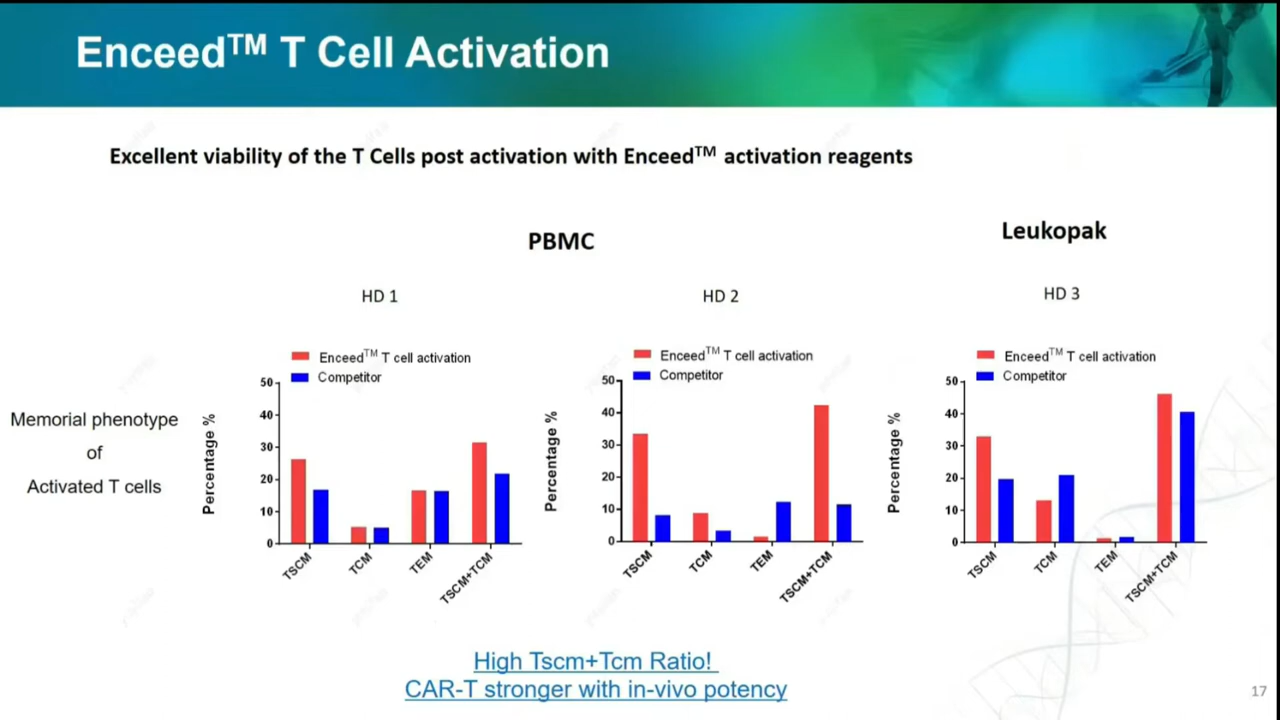 Enceed™ T Cell Activation
Excellent viability of the T Cells post activation with Enceed™ activation reagents
PBMC
Leukopak
HD 1
HD 2
HD 3
Memorial phenotype
of
Activated T cells
Enceed™ T cell activation
Competitor
Percentage %
50
40
30
20
10
0
TSCM
TCM
TEM
TSCM+TCM
Enceed™ T cell activation
Competitor
Percentage %
50
40
30
20
10
0
TSCM
TCM
TEM
TSCM+TCM
Enceed™ T cell activation
Competitor
Percentage %
50
40
30
20
10
0
TSCM
TCM
TEM
TSCM+TCM
High Tscm+Tcm Ratio!
CAR-T stronger with in-vivo potency
17